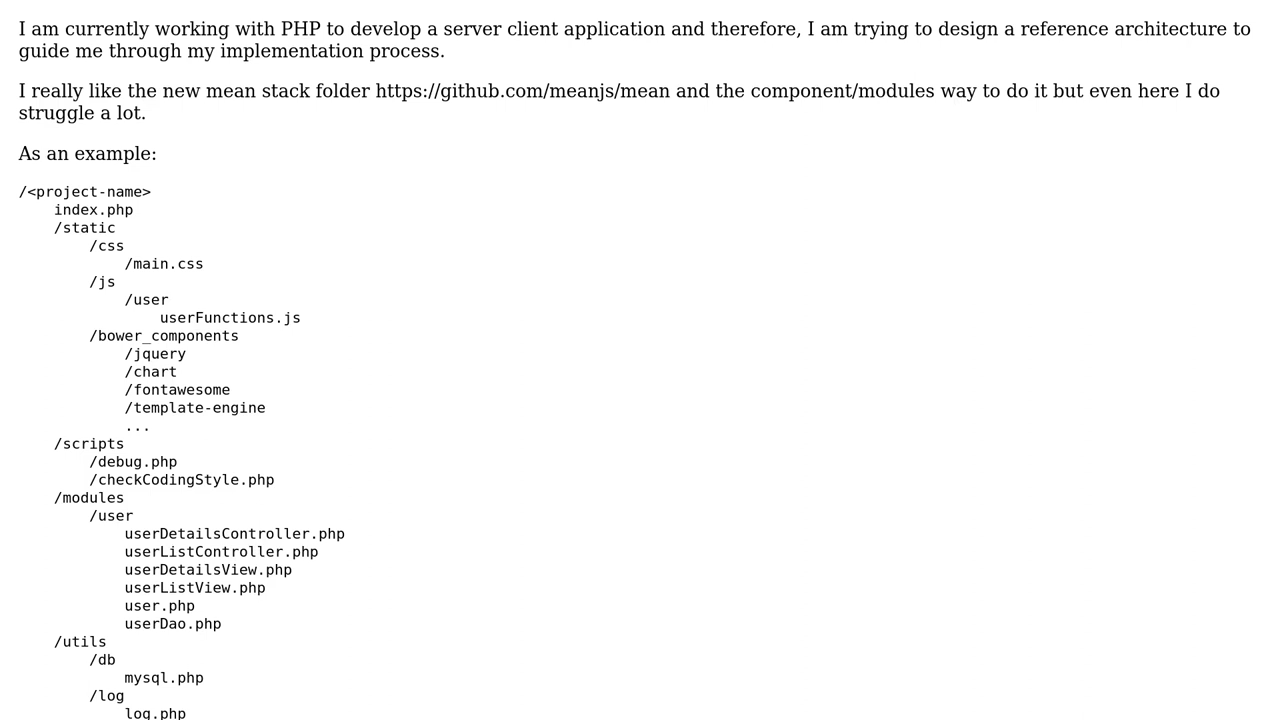 I am currently working with PHP to develop a server client application and therefore, I am trying to design a reference architecture to
guide me through my implementation process.
I really like the new mean stack folder https://github.com/meanjs/mean and the component/modules way to do it but even here I do
struggle a lot.
As an example:
/<project-name>
    index.php
    /static
        /css
            /main.css
        /js
            /user
                userFunctions.js
        /bower_components
            /jquery
            /chart
            /fontawesome
            /template-engine
            ...
    /scripts
        /debug.php
        /checkCodingStyle.php
    /modules
        /user
            userDetailsController.php
            userListController.php
            userDetailsView.php
            userListView.php
            user.php
            userDao.php
    /utils
        /db
            mysql.php
        /log
            log.php